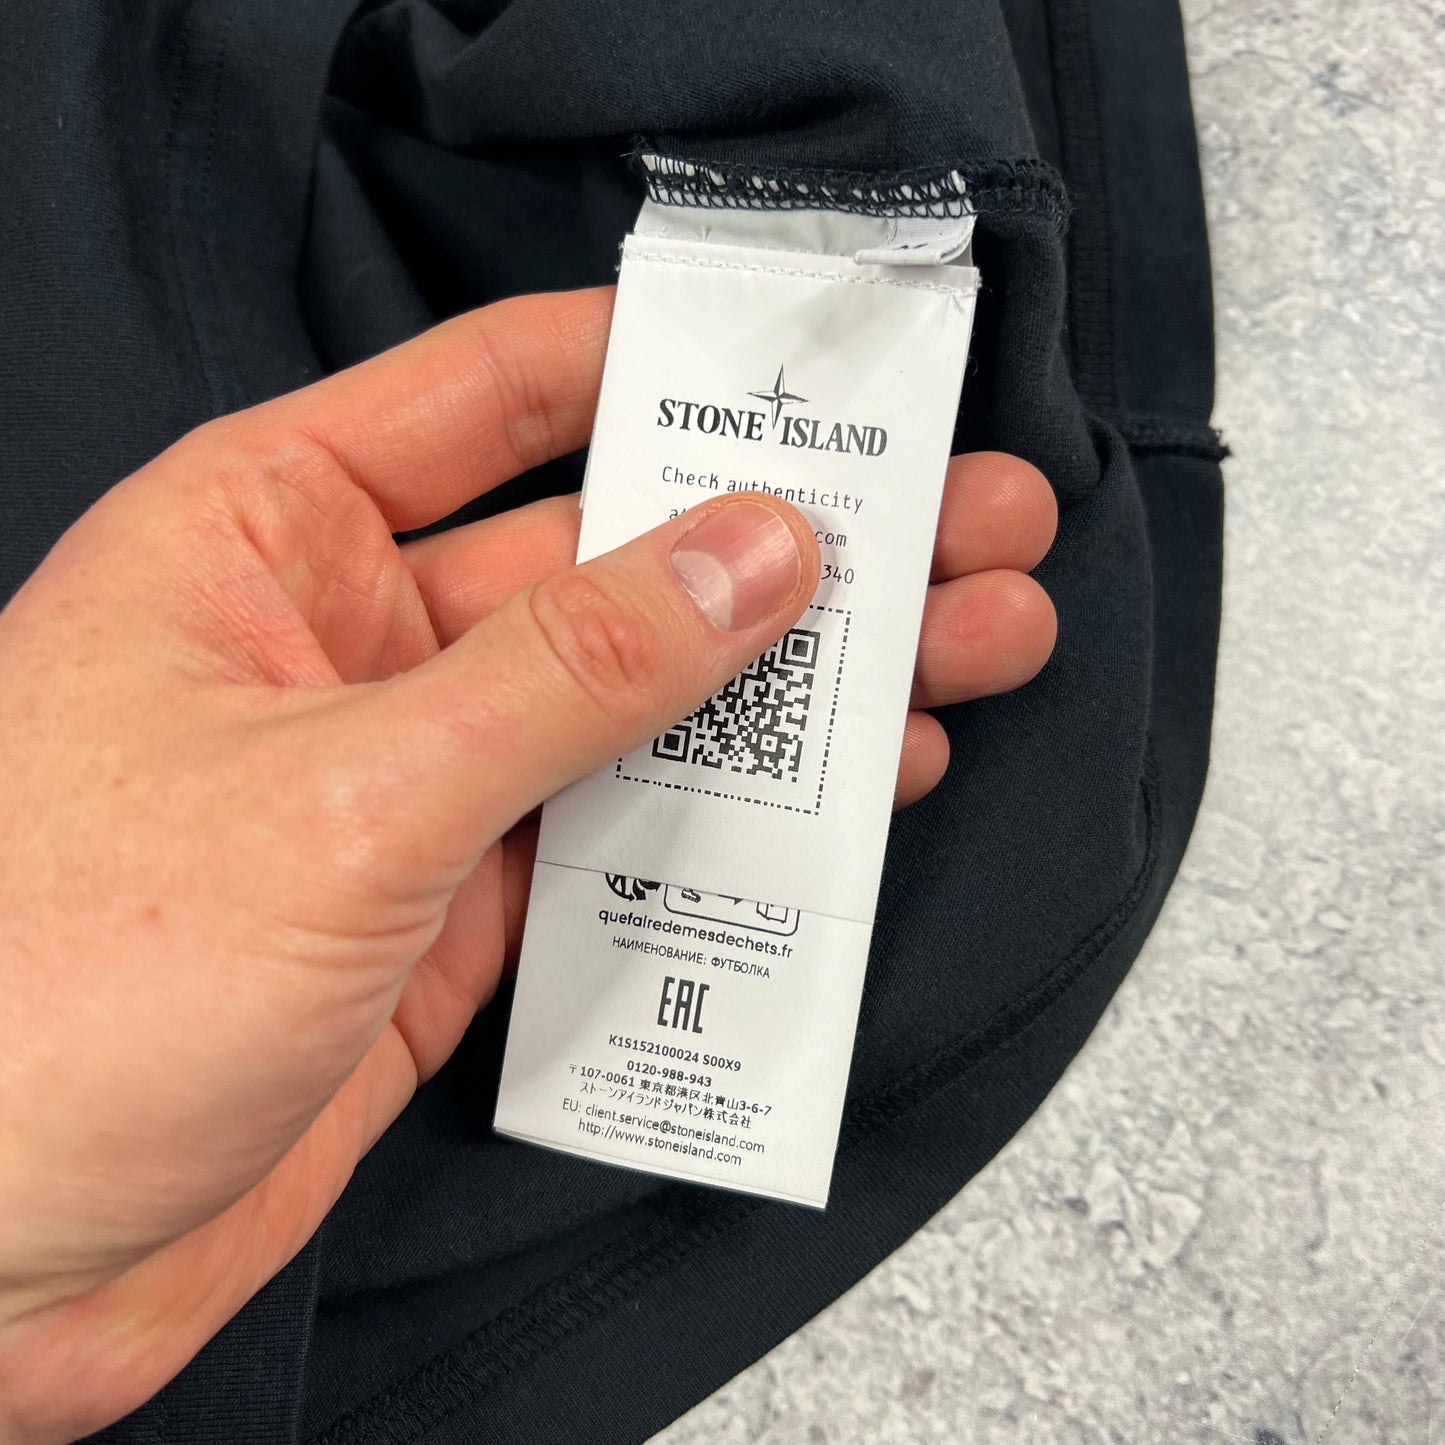 STONE ISLAND
Check authenticity
com
340
quefairedemesdechets.fr
НАИМЕНОВАНИЕ: ФУТБОЛКА
EAC
K1S152100024 S00X9
0120-988-943
〒107-0061 東京都港区北青山3-6-7
ストーンアイランドジャパン株式会社
EU: client.service@stoneisland.com
http://www.stoneisland.com